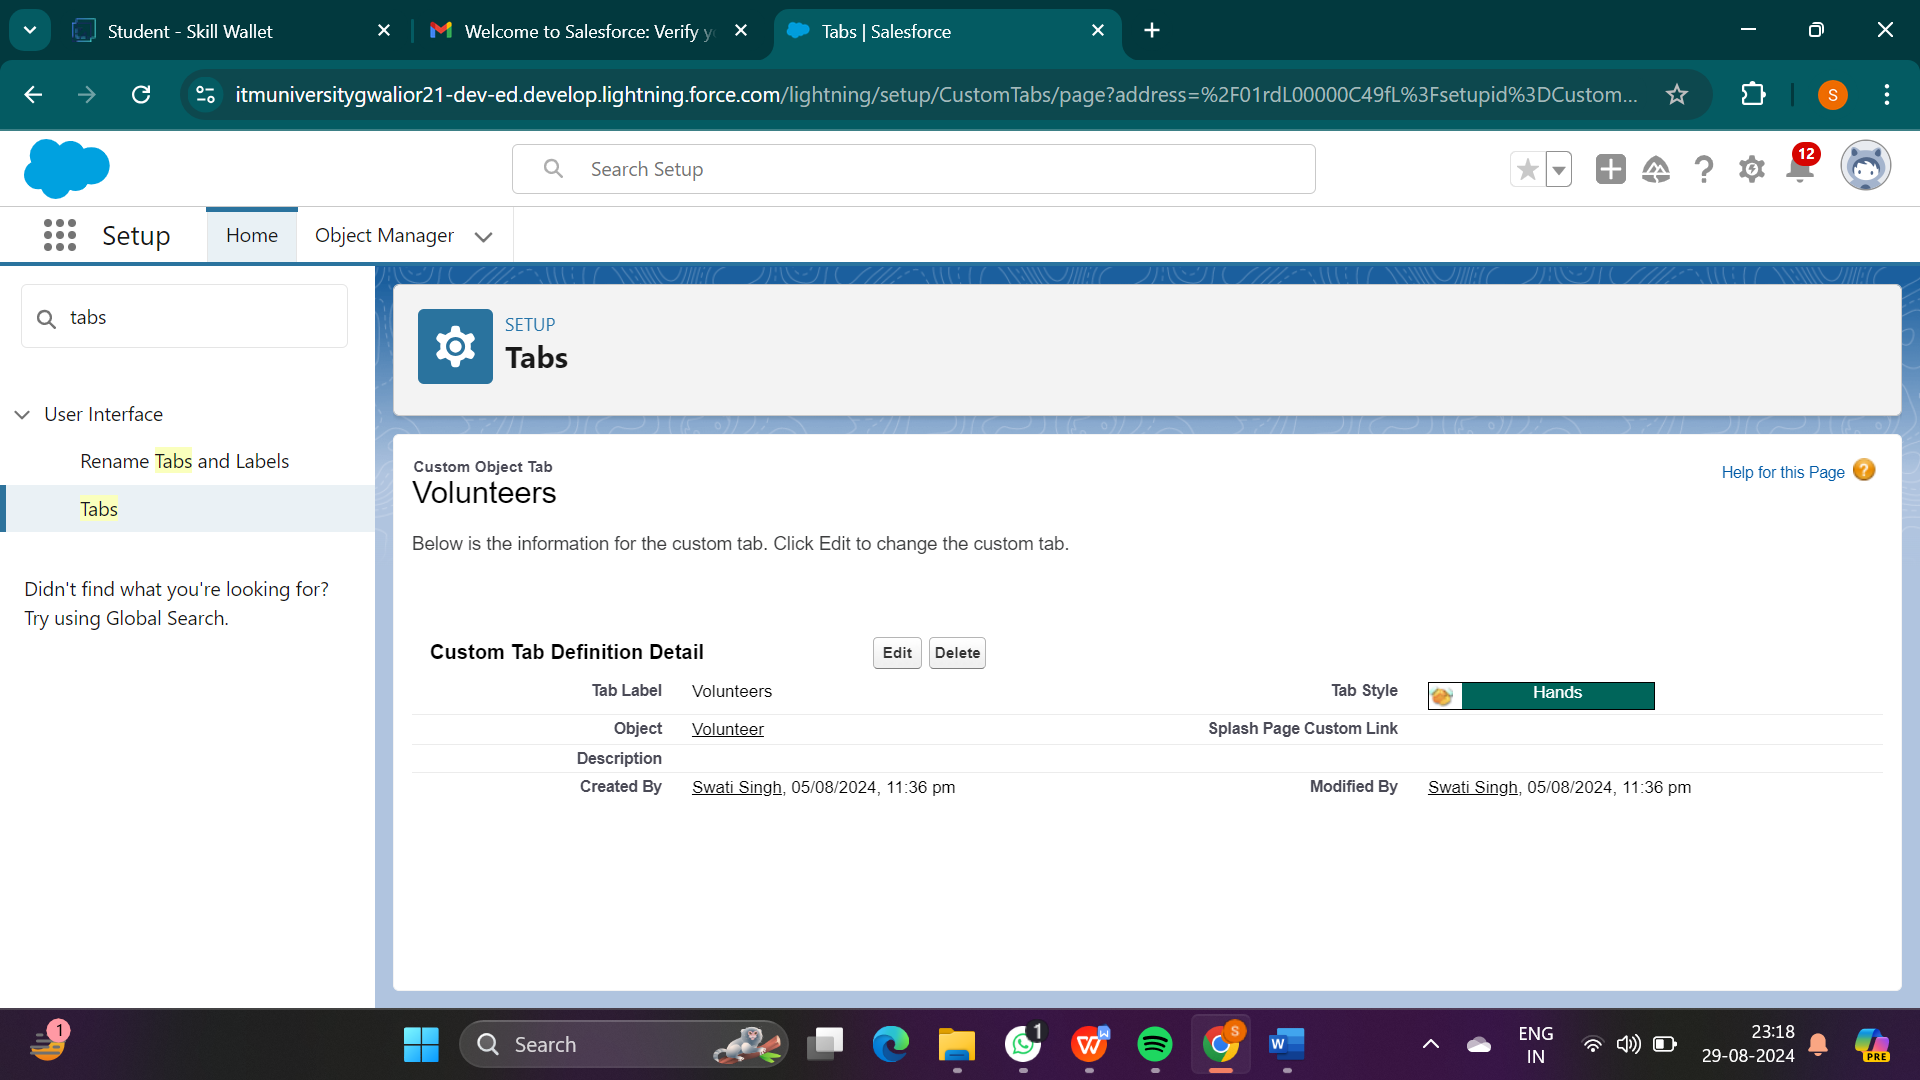 Student - Skill Wallet
Welcome to Salesforce: Verify y
Tabs | Salesforce
itmuniversitygwalior21-dev-ed.develop.lightning.force.com/lightning/setup/CustomTabs/page?address=%2F01rdL00000C49fL%3Fsetupid%3DCustom...
S
Search Setup
12
Setup
Home
Object Manager
tabs
SETUP
Tabs
User Interface
Rename Tabs and Labels
Tabs
Didn't find what you're looking for?
Try using Global Search.
Custom Object Tab
Volunteers
Help for this Page
Below is the information for the custom tab. Click Edit to change the custom tab.
Custom Tab Definition Detail
Edit
Delete
Tab Label Volunteers
Tab Style Hands
Object Volunteer
Splash Page Custom Link
Description
Created By Swati Singh, 05/08/2024, 11:36 pm
Modified By Swati Singh, 05/08/2024, 11:36 pm
1
Search
1
W
S
W
ENG
IN
23:18
29-08-2024
PRE